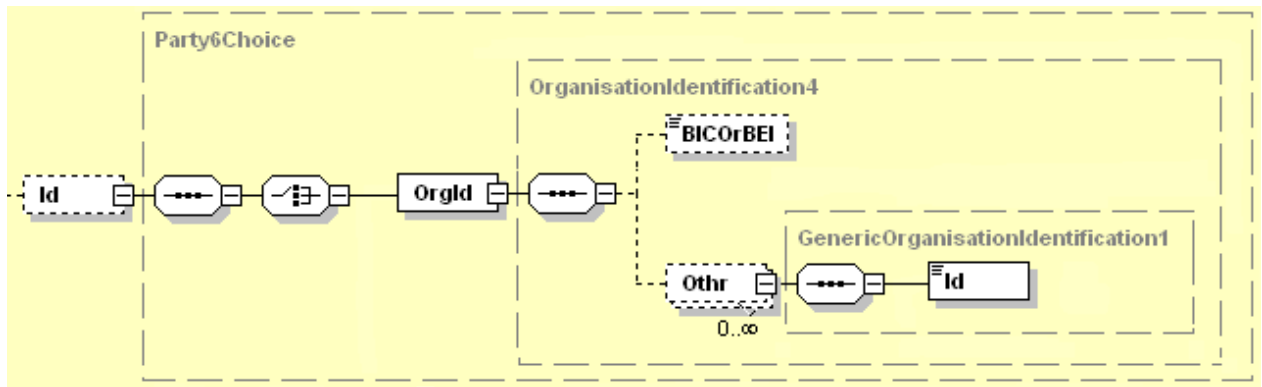 Party6Choice
OrganisationIdentification4
BICOrBEI
Id
OrgId
GenericOrganisationIdentification1
Othr
Id
0..∞